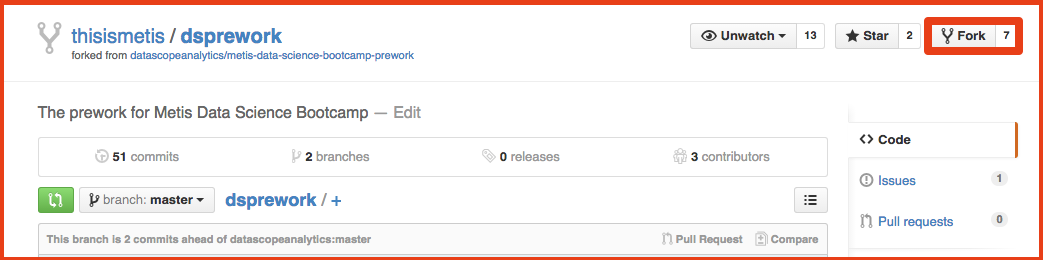 thisismetis / dsprework
forked from datascopeanalytics/metis-data-science-bootcamp-prework
Unwatch 13 Star 2 Fork 7
The prework for Metis Data Science Bootcamp — Edit
51 commits 2 branches 0 releases 3 contributors
branch: master dsprework / +
This branch is 2 commits ahead of datascopeanalytics:master Pull Request Compare
<> Code
Issues 1
Pull requests 0